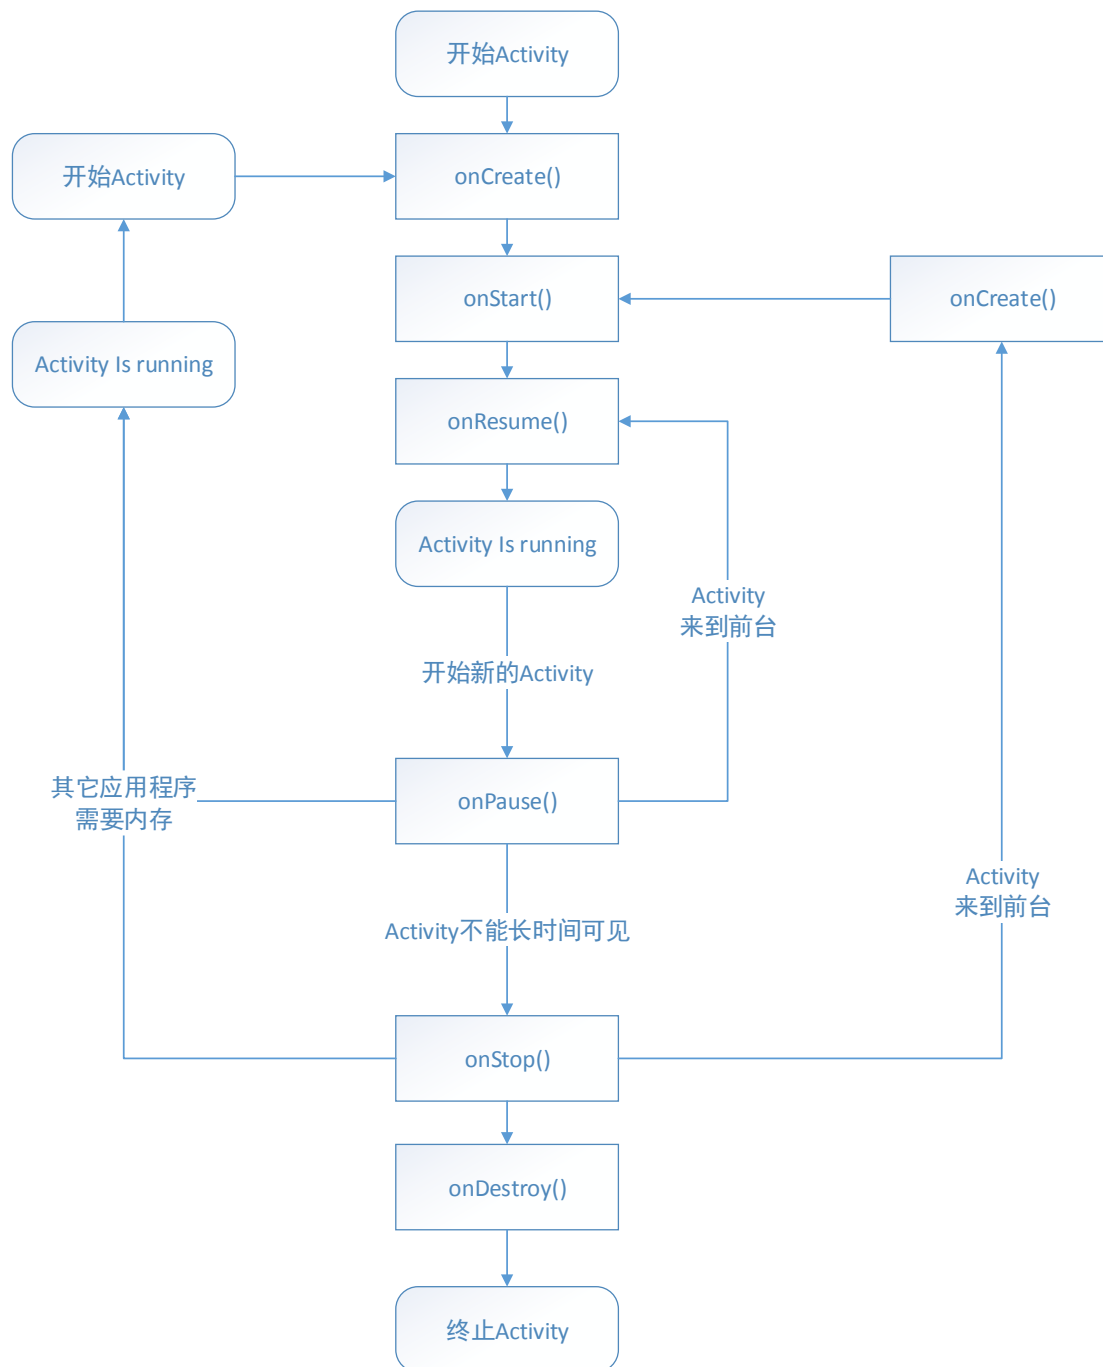 开始Activity
开始Activity
onCreate()
onStart()
onCreate()
Activity Is running
onResume()
Activity Is running
Activity
来到前台
开始新的Activity
其它应用程序
需要内存
onPause()
Activity
来到前台
Activity不能长时间可见
onStop()
onDestroy()
终止Activity